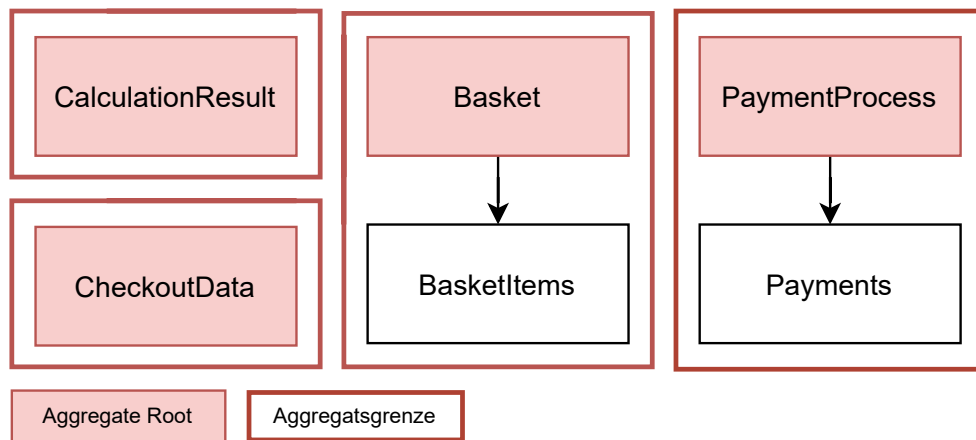 CalculationResult
Basket
PaymentProcess
CheckoutData
BasketItems
Payments
Aggregate Root
Aggregatsgrenze